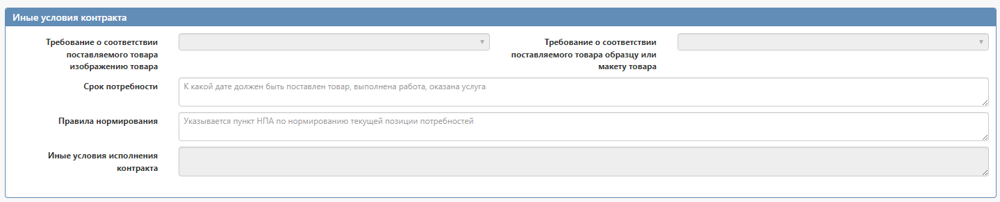 Иные условия контракта
Требование о соответствии
поставляемого товара
изображению товара
Требование о соответствии
поставляемого товара образцу или
макету товара
Срок потребности
К какой дате должен быть поставлен товар, выполнена работа, оказана услуга
Правила нормирования
Указывается пункт НПА по нормированию текущей позиции потребностей
Иные условия исполнения
контракта